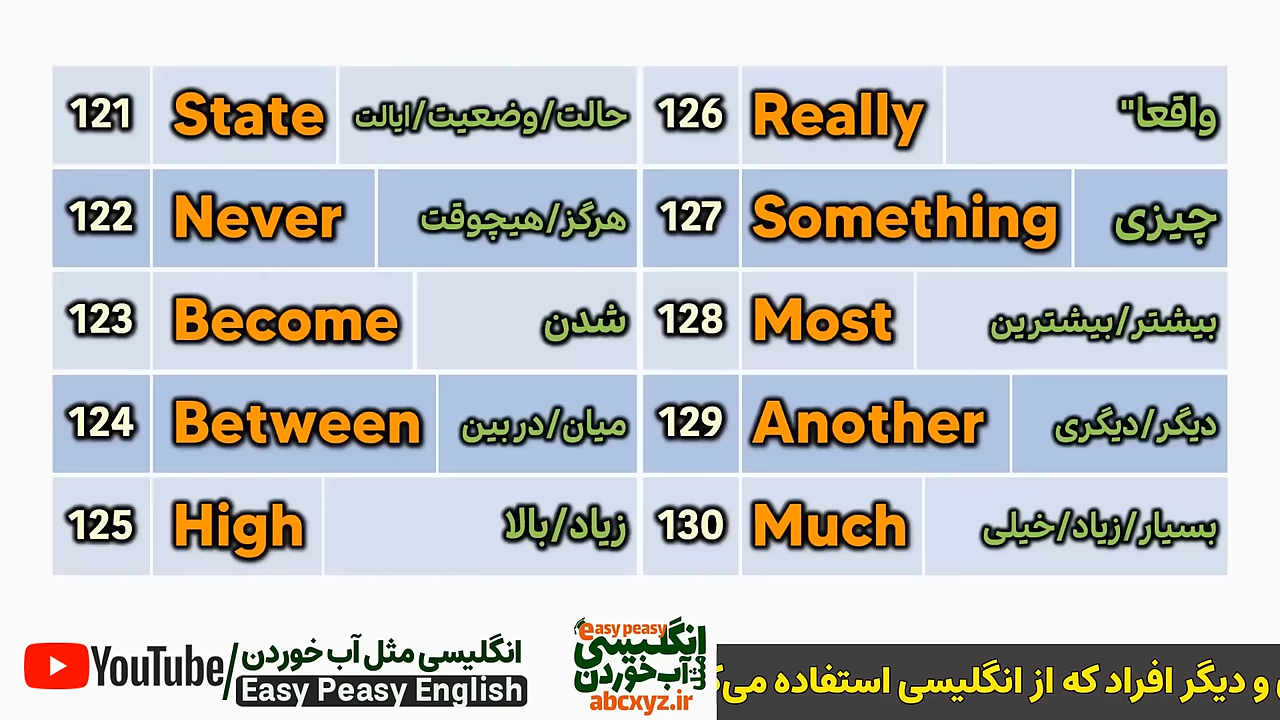 121 State حالت/وضعیت/ایالت
122 Never هرگز/هیچوقت
123 Become شدن
124 Between میان/در بین
125 High زیاد/بالا
126 Really واقعا"
127 Something چیزی
128 Most بیشتر/بیشترین
129 Another دیگر/دیگری
130 Much بسیار/زیاد/خیلی
YouTube/انگلیسی مثل آب خوردن
Easy Peasy English
easy peasy
انگلیسی
مثل آب خوردن
abcxyz.ir
و دیگر افراد که از انگلیسی استفاده